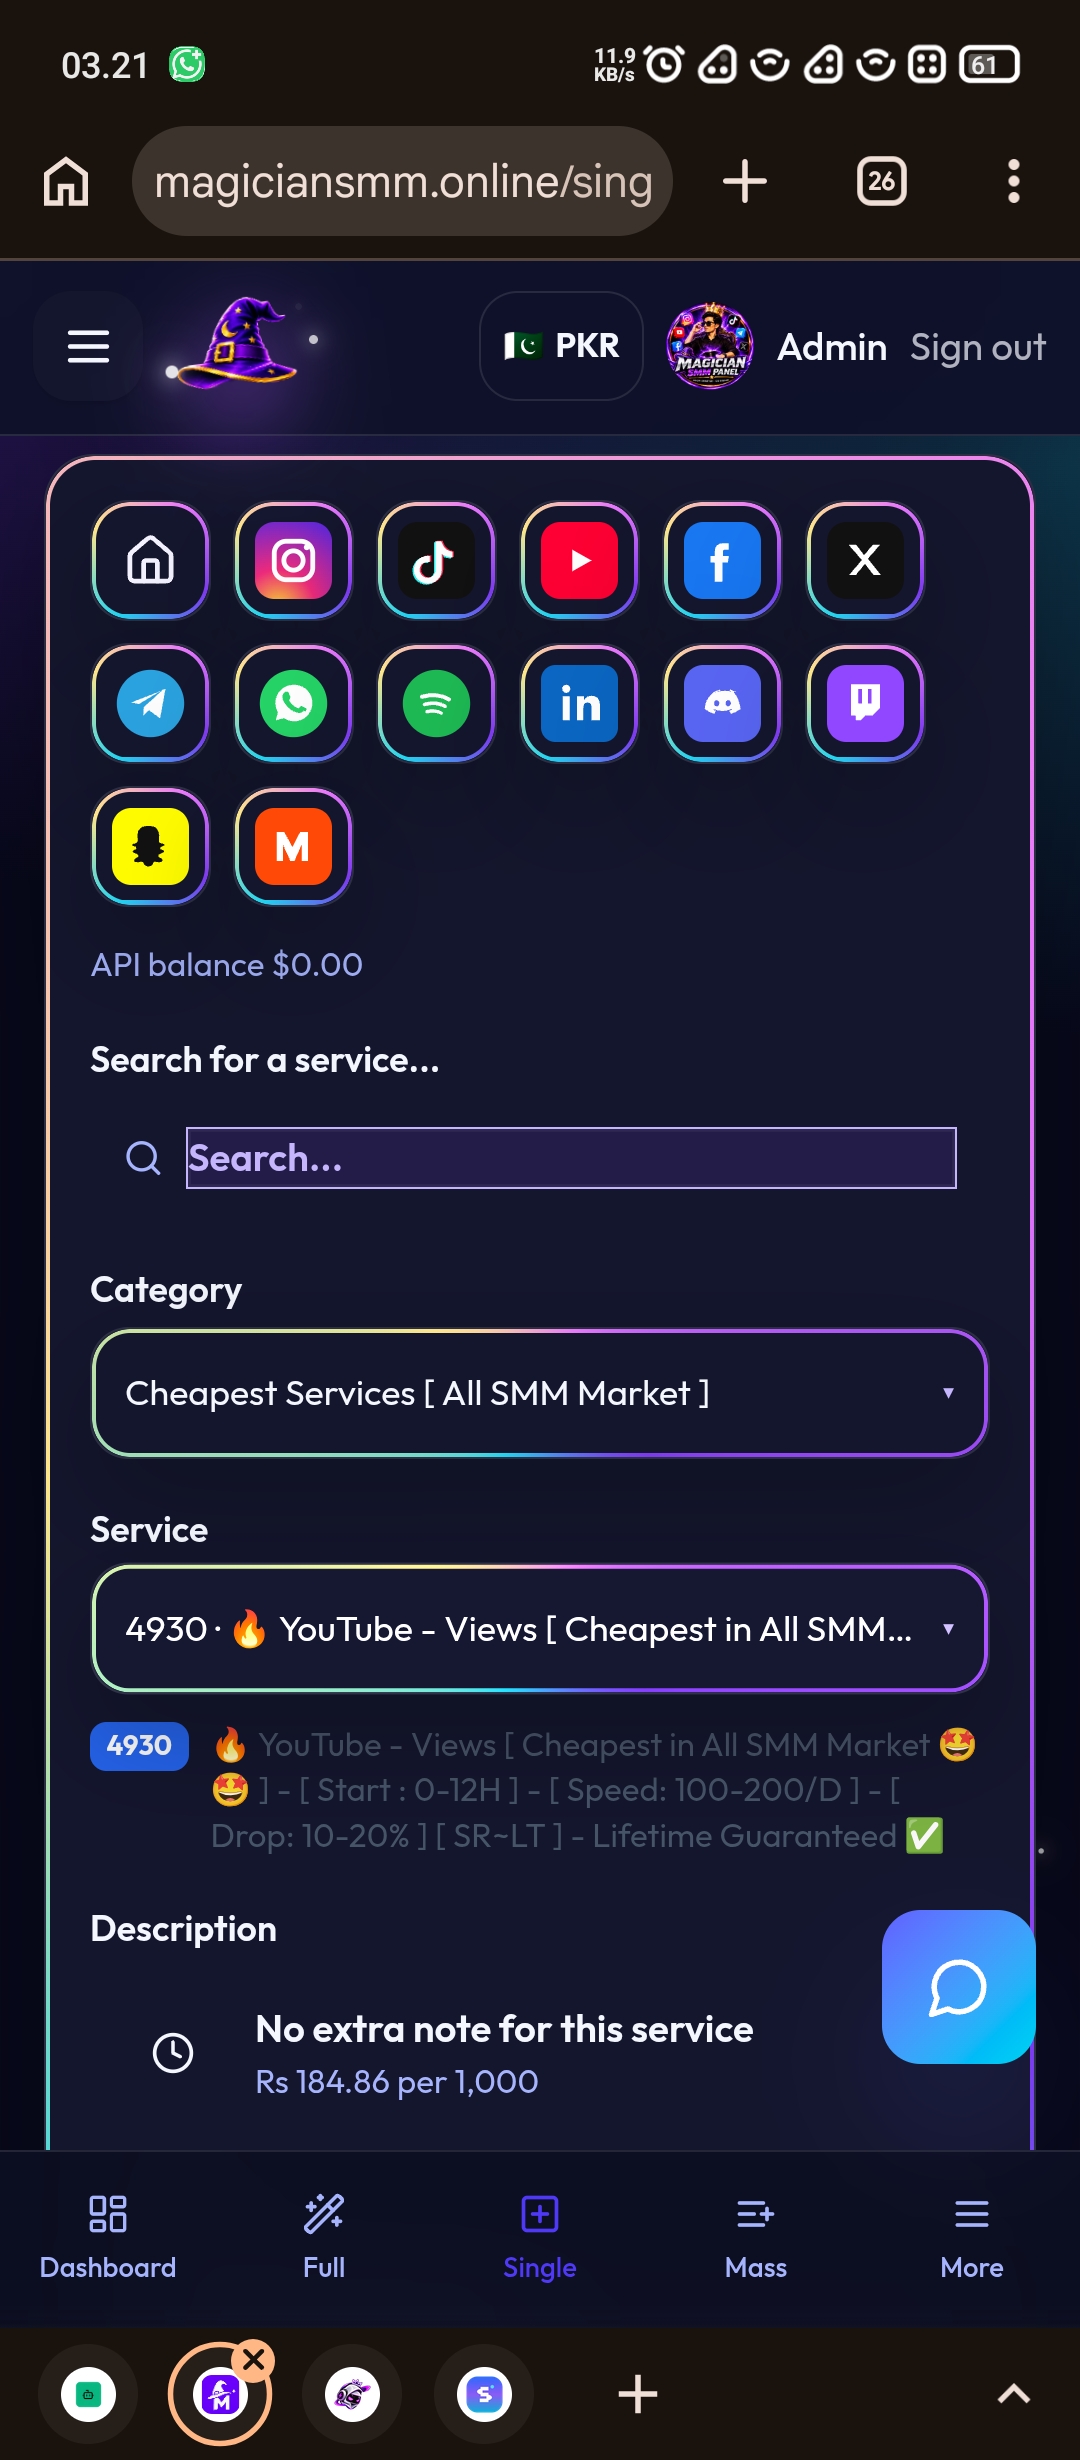 03.21
11.9
KB/s
61
magiciansmm.online/sing
26
🇵🇰 PKR
MAGICIAN
SMM PANEL
Admin
Sign out
X
in
M
API balance $0.00
Search for a service...
Search...
Category
Cheapest Services [ All SMM Market ]
Service
4930 · 🔥 YouTube - Views [ Cheapest in All SMM...
4930
🔥 YouTube - Views [ Cheapest in All SMM Market 🤩
🤩 ] - [ Start : 0-12H ] - [ Speed: 100-200/D ] - [
Drop: 10-20% ] [ SR~LT ] - Lifetime Guaranteed ✅
Description
No extra note for this service
Rs 184.86 per 1,000
Dashboard
Full
Single
Mass
More
M
S